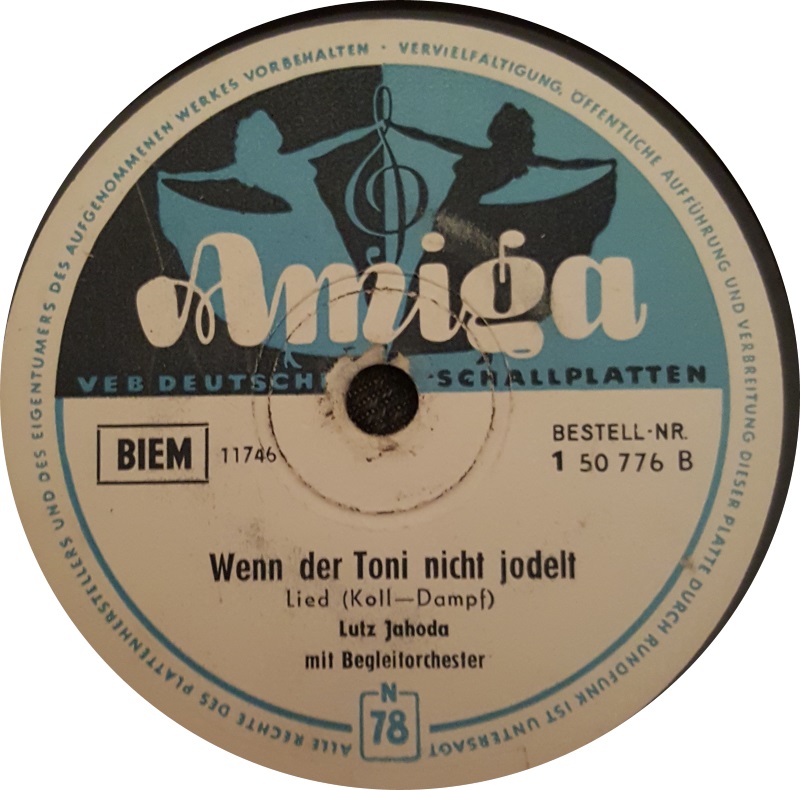 ALLE RECHTE DES PLATTENHERSTELLERS UND DES EIGENTUMERS DES AUFGENOMMENEN WERKES VORBEHALTEN · VERVIELFALTIGUNG, ÖFFENTLICHE AUFFÜHRUNG UND VERBREITUNG DIESER PLATTE DURCH RUNDFUNK IST UNTERSAGT
Amiga
VEB DEUTSCHE SCHALLPLATTEN
BIEM 11746
BESTELL-NR.
1 50 776 B
Wenn der Toni nicht jodelt
Lied (Koll—Dampf)
Lutz Jahoda
mit Begleitorchester
N
78